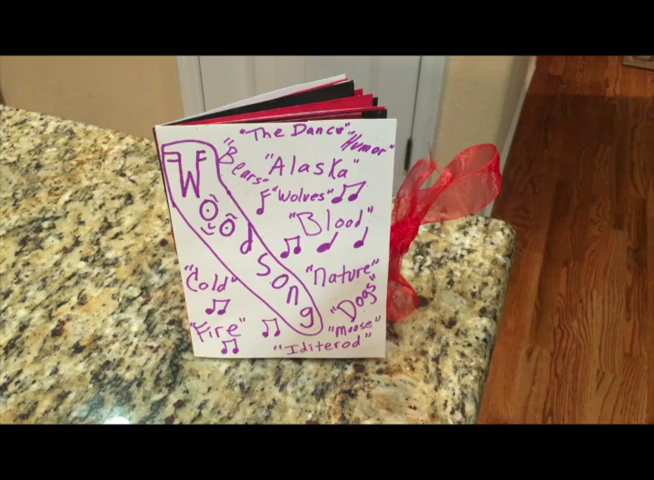 "The Dance"
"Humor"
"Bears"
"Alaska"
"Wolves"
"Blood"
Woodsong
"Cold"
"Nature"
"Dogs"
"Fire"
"Moose"
"Iditerod"